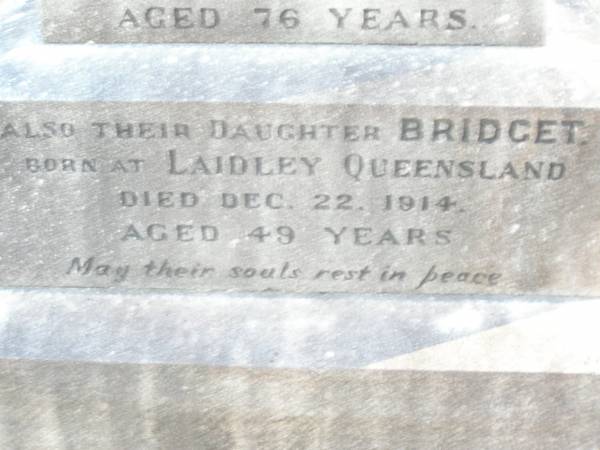 AGED 76 YEARS.
ALSO THEIR DAUGHTER BRIDGET.
BORN AT LAIDLEY QUEENSLAND
DIED DEC. 22. 1914.
AGED 49 YEARS
May their souls rest in peace